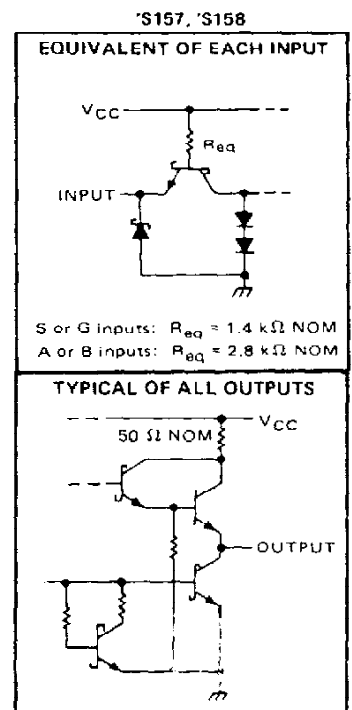 'S157, 'S158
EQUIVALENT OF EACH INPUT
VCC
Req
INPUT
S or G inputs: Req = 1.4 kΩ NOM
A or B inputs: Req = 2.8 kΩ NOM
TYPICAL OF ALL OUTPUTS
VCC
50 Ω NOM
OUTPUT